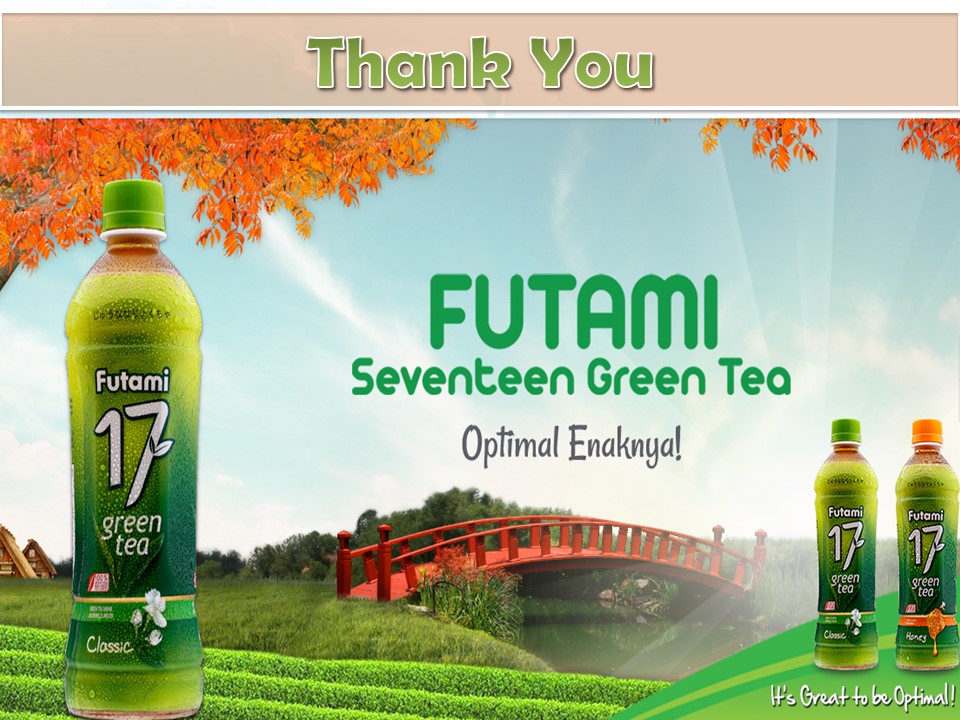 Thank You
Futami
17
green
tea
Classic
FUTAMI
Seventeen Green Tea
Optimal Enaknya!
Futami
17
green
tea
Classic
Futami
17
green
tea
Honey
It's Great to be Optimal!